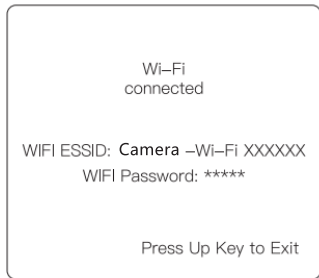 Wi–Fi
connected
WIFI ESSID: Camera –Wi–Fi XXXXXX
WIFI Password: *****
Press Up Key to Exit